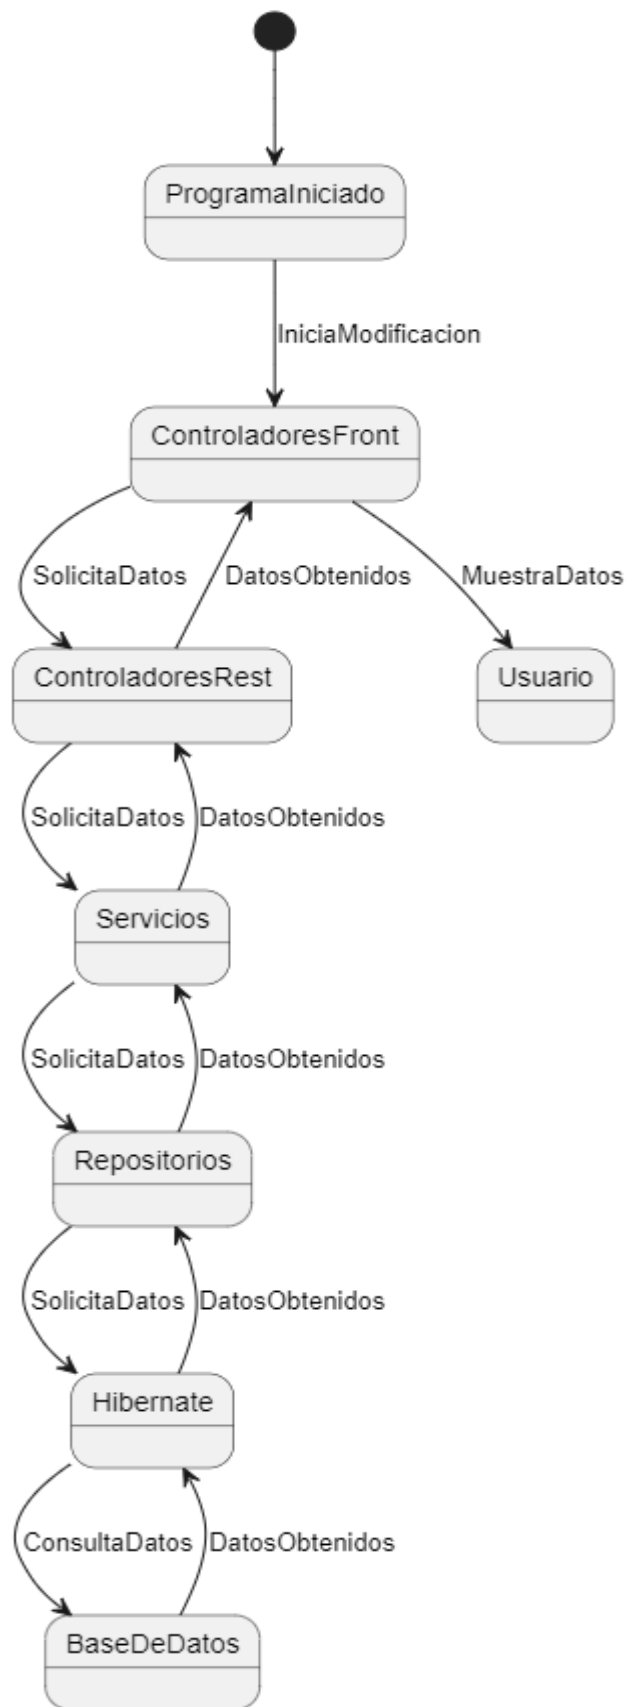 ProgramaIniciado
IniciaModificacion
ControladoresFront
SolicitaDatos
DatosObtenidos
MuestraDatos
ControladoresRest
Usuario
SolicitaDatos
DatosObtenidos
Servicios
SolicitaDatos
DatosObtenidos
Repositorios
SolicitaDatos
DatosObtenidos
Hibernate
ConsultaDatos
DatosObtenidos
BaseDeDatos